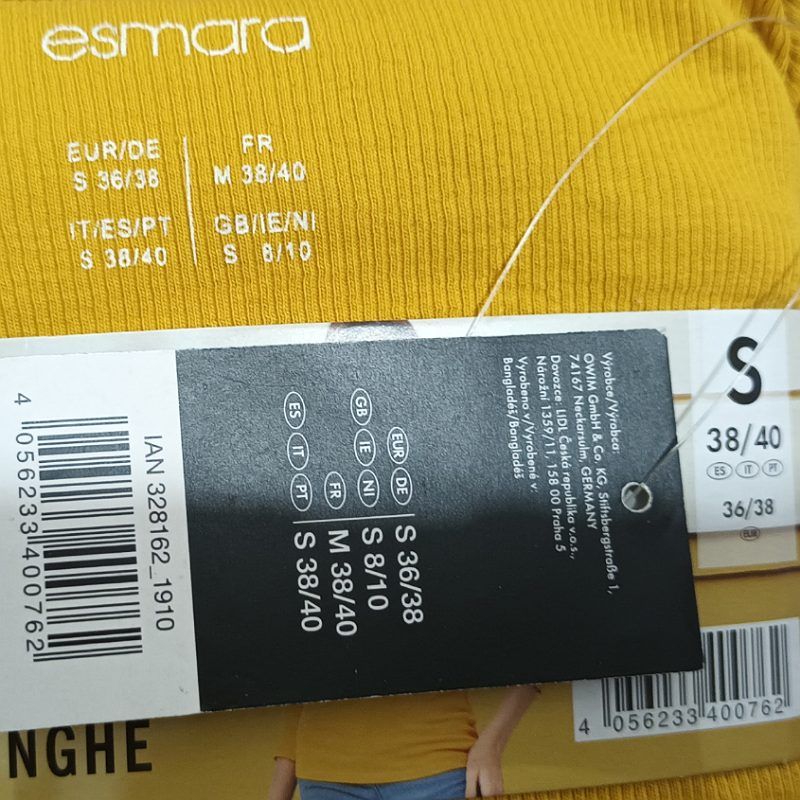 esmara
EUR/DE
S 36/38
FR
M 38/40
IT/ES/PT
S 38/40
GB/IE/NI
S 8/10
S
38/40
ES IT PT
36/38
EUR
Výrobce/Výrobca:
OWIM GmbH & Co. KG, Stiftsbergstraße 1,
74167 Neckarsulm, GERMANY
Dovozce: LIDL Česká republika v.o.s.,
Nárožní 1359/11, 158 00 Praha 5
Vyrobeno v/Vyrobené v:
Bangladéš/Bangladéš
EUR DE S 36/38
GB IE NI S 8/10
FR M 38/40
ES IT PT S 38/40
IAN 328162_1910
4 056233 400762
4 056233 400762
NGHE